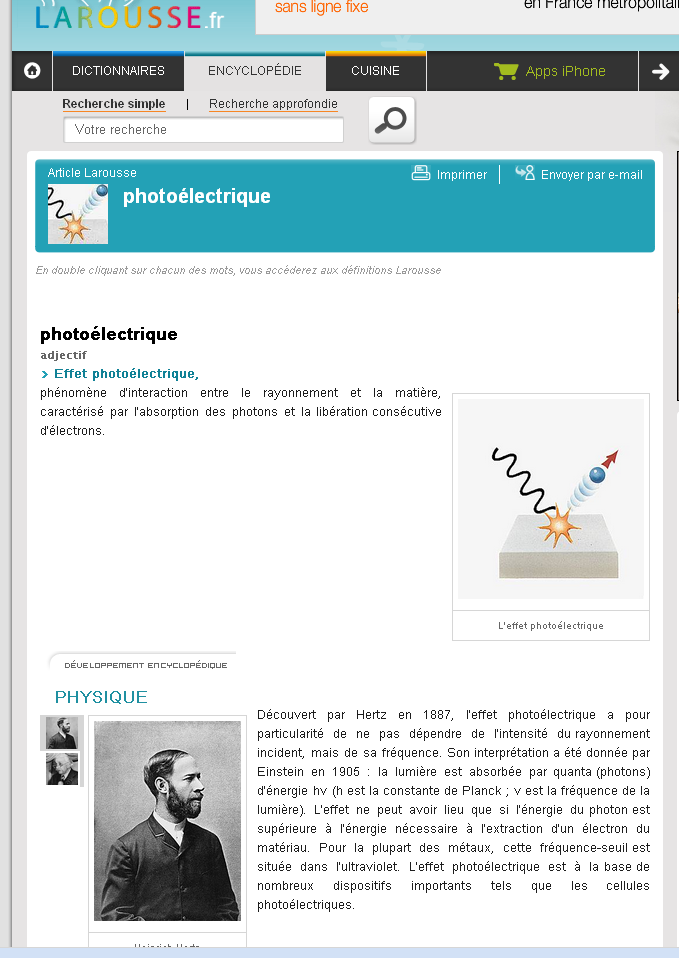 LAROUSSE.fr
sans ligne fixe
en France métropolitai
DICTIONNAIRES
ENCYCLOPÉDIE
CUISINE
Apps iPhone
Recherche simple | Recherche approfondie
Votre recherche
Article Larousse
Imprimer
Envoyer par e-mail
photoélectrique
En double cliquant sur chacun des mots, vous accéderez aux définitions Larousse
photoélectrique
adjectif
> Effet photoélectrique,
phénomène d'interaction entre le rayonnement et la matière,
caractérisé par l'absorption des photons et la libération consécutive
d'électrons.
L'effet photoélectrique
DÉVELOPPEMENT ENCYCLOPÉDIQUE
PHYSIQUE
Découvert par Hertz en 1887, l'effet photoélectrique a pour
particularité de ne pas dépendre de l'intensité du rayonnement
incident, mais de sa fréquence. Son interprétation a été donnée par
Einstein en 1905 : la lumière est absorbée par quanta (photons)
d'énergie hν (h est la constante de Planck ; ν est la fréquence de la
lumière). L'effet ne peut avoir lieu que si l'énergie du photon est
supérieure à l'énergie nécessaire à l'extraction d'un électron du
matériau. Pour la plupart des métaux, cette fréquence-seuil est
située dans l'ultraviolet. L'effet photoélectrique est à la base de
nombreux dispositifs importants tels que les cellules
photoélectriques.
Heinrich Hertz